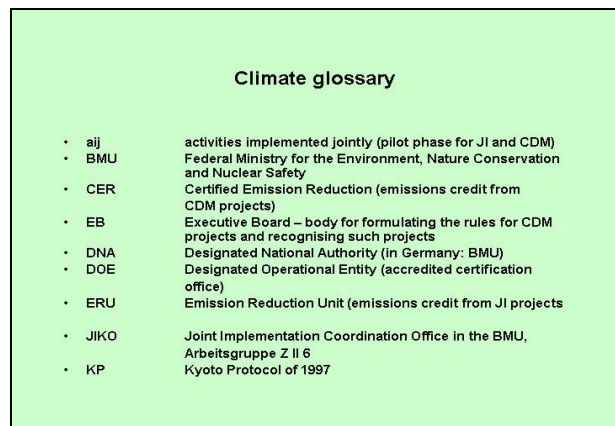 Climate glossary
• aij activities implemented jointly (pilot phase for JI and CDM)
• BMU Federal Ministry for the Environment, Nature Conservation
and Nuclear Safety
• CER Certified Emission Reduction (emissions credit from
CDM projects)
• EB Executive Board – body for formulating the rules for CDM
projects and recognising such projects
• DNA Designated National Authority (in Germany: BMU)
• DOE Designated Operational Entity (accredited certification
office)
• ERU Emission Reduction Unit (emissions credit from JI projects
• JIKO Joint Implementation Coordination Office in the BMU,
Arbeitsgruppe Z II 6
• KP Kyoto Protocol of 1997